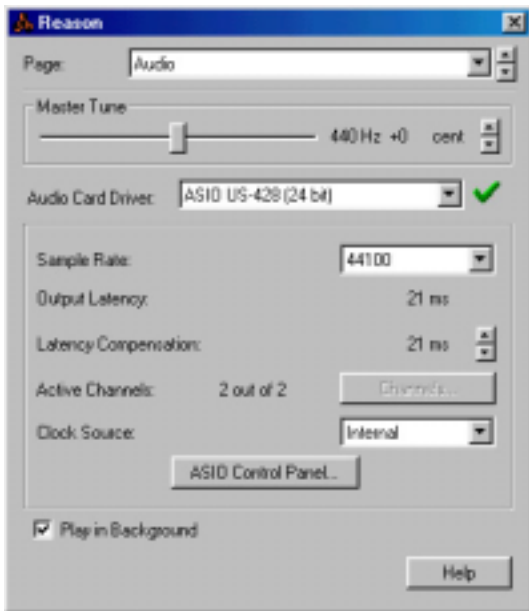 Reason
Page: Audio
Master Tune
440 Hz +0 cent
Audio Card Driver: ASIO US-428 (24 bit)
Sample Rate: 44100
Output Latency: 21 ms
Latency Compensation: 21 ms
Active Channels: 2 out of 2 Channels...
Clock Source: Internal
ASIO Control Panel...
Play in Background
Help